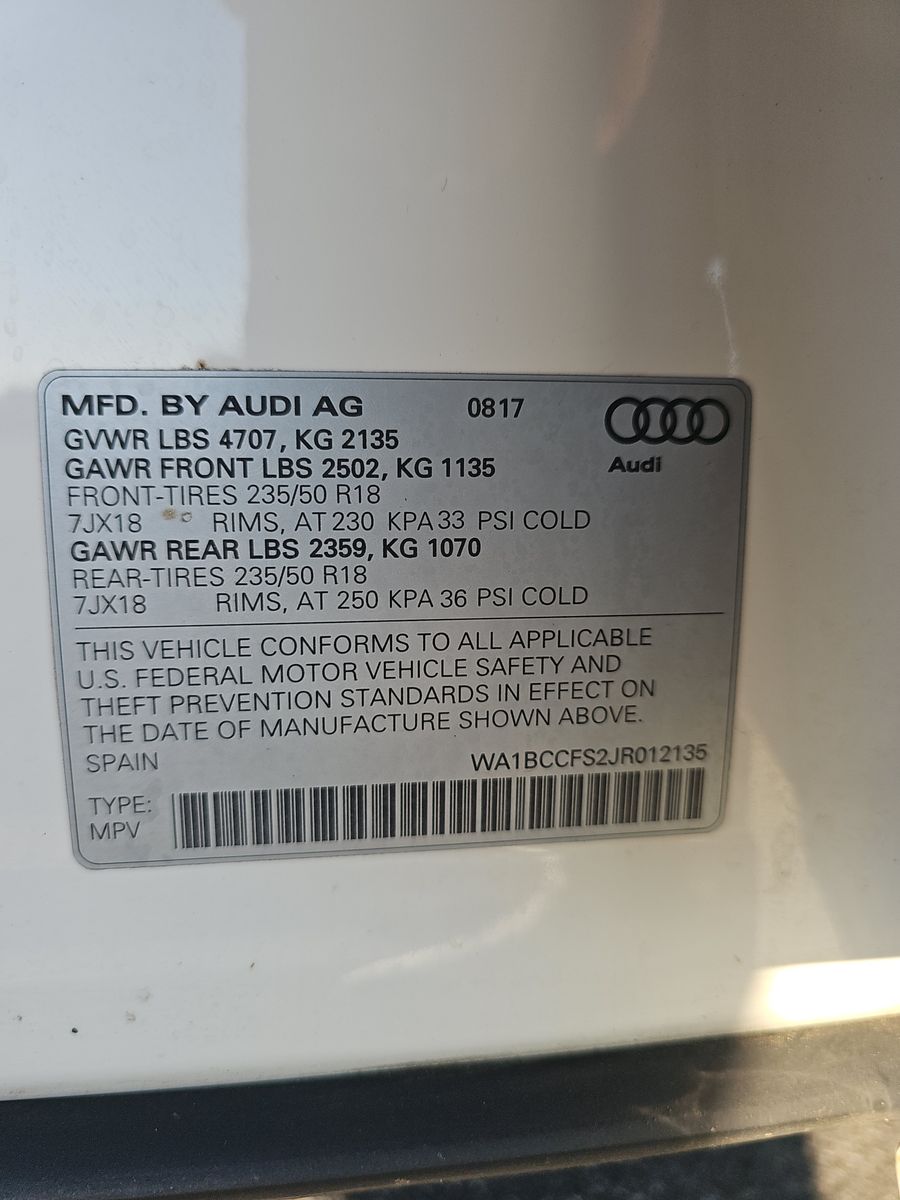 MFD. BY AUDI AG 0817
GVWR LBS 4707, KG 2135
GAWR FRONT LBS 2502, KG 1135
Audi
FRONT-TIRES 235/50 R18
7JX18 RIMS, AT 230 KPA 33 PSI COLD
GAWR REAR LBS 2359, KG 1070
REAR-TIRES 235/50 R18
7JX18 RIMS, AT 250 KPA 36 PSI COLD
THIS VEHICLE CONFORMS TO ALL APPLICABLE
U.S. FEDERAL MOTOR VEHICLE SAFETY AND
THEFT PREVENTION STANDARDS IN EFFECT ON
THE DATE OF MANUFACTURE SHOWN ABOVE.
SPAIN WA1BCCFS2JR012135
TYPE:
MPV